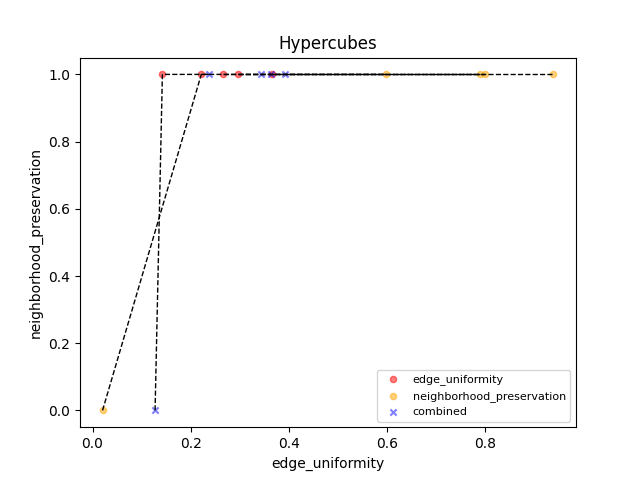 Hypercubes
1.0
0.8
0.6
0.4
0.2
0.0
neighborhood_preservation
0.0
0.2
0.4
0.6
0.8
edge_uniformity
edge_uniformity
neighborhood_preservation
combined